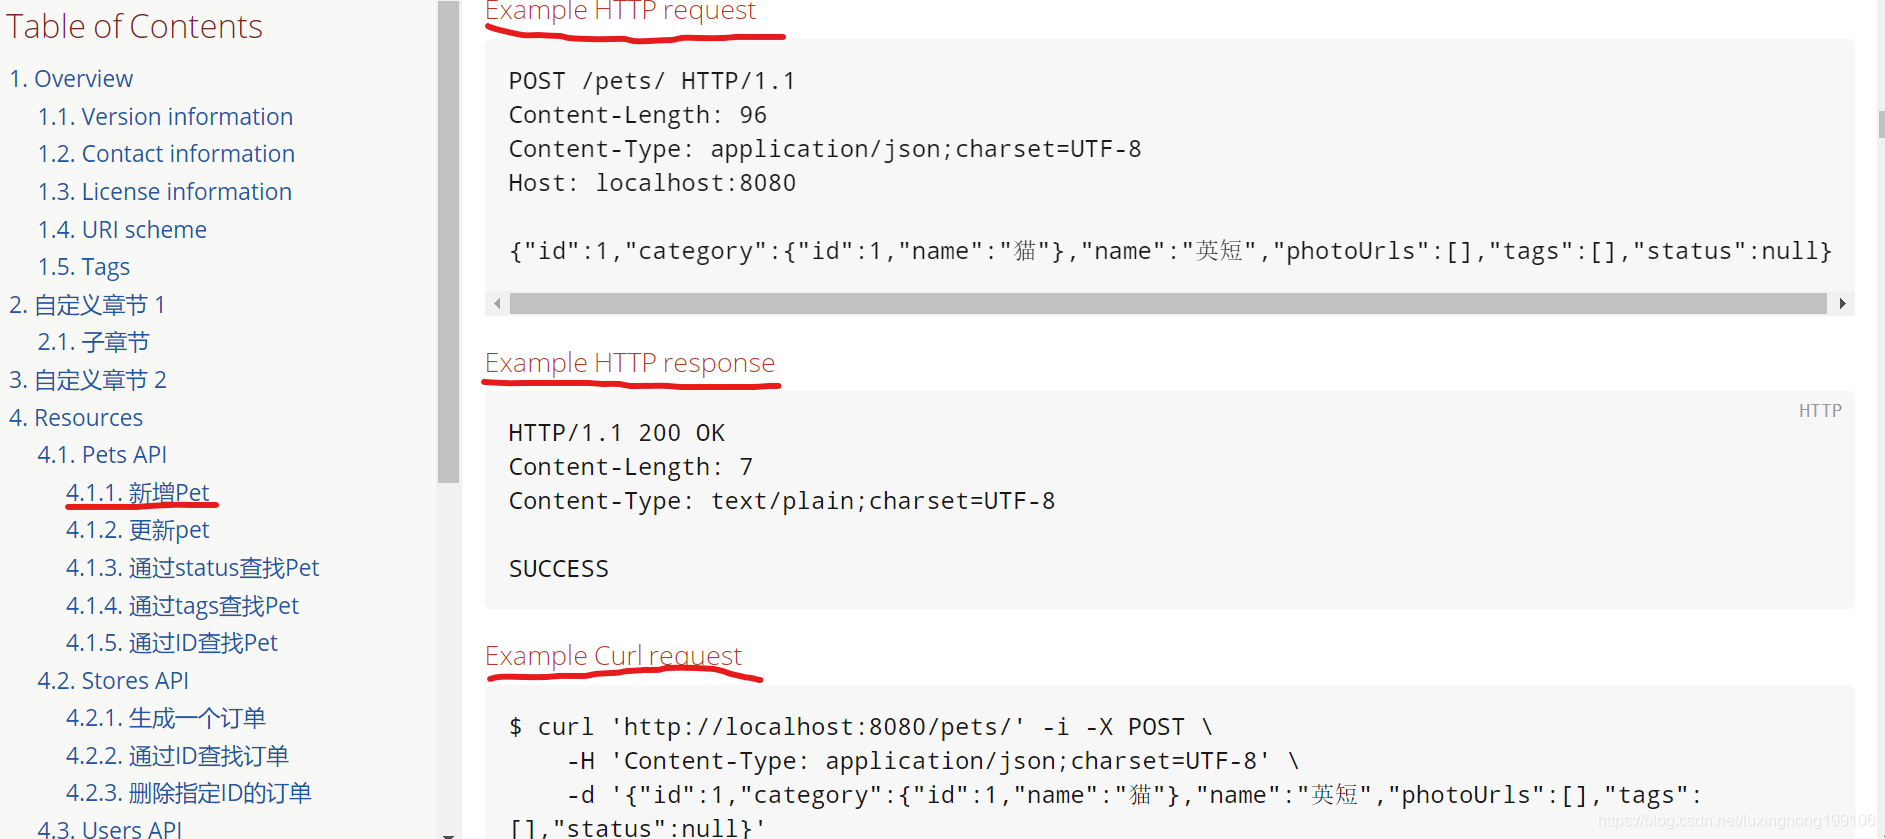 Table of Contents
1. Overview
1.1. Version information
1.2. Contact information
1.3. License information
1.4. URI scheme
1.5. Tags
2. 自定义章节 1
2.1. 子章节
3. 自定义章节 2
4. Resources
4.1. Pets API
4.1.1. 新增Pet
4.1.2. 更新pet
4.1.3. 通过status查找Pet
4.1.4. 通过tags查找Pet
4.1.5. 通过ID查找Pet
4.2. Stores API
4.2.1. 生成一个订单
4.2.2. 通过ID查找订单
4.2.3. 删除指定ID的订单
4.3. Users API
Example HTTP request
POST /pets/ HTTP/1.1
Content-Length: 96
Content-Type: application/json;charset=UTF-8
Host: localhost:8080
{"id":1,"category":{"id":1,"name":"猫"},"name":"英短","photoUrls":[],"tags":[],"status":null}
Example HTTP response
HTTP
HTTP/1.1 200 OK
Content-Length: 7
Content-Type: text/plain;charset=UTF-8
SUCCESS
Example Curl request
$ curl 'http://localhost:8080/pets/' -i -X POST \
-H 'Content-Type: application/json;charset=UTF-8' \
-d '{"id":1,"category":{"id":1,"name":"猫"},"name":"英短","photoUrls":[],"tags":
[],"status":null}'
https://blog.csdn.net/luxinghong199106